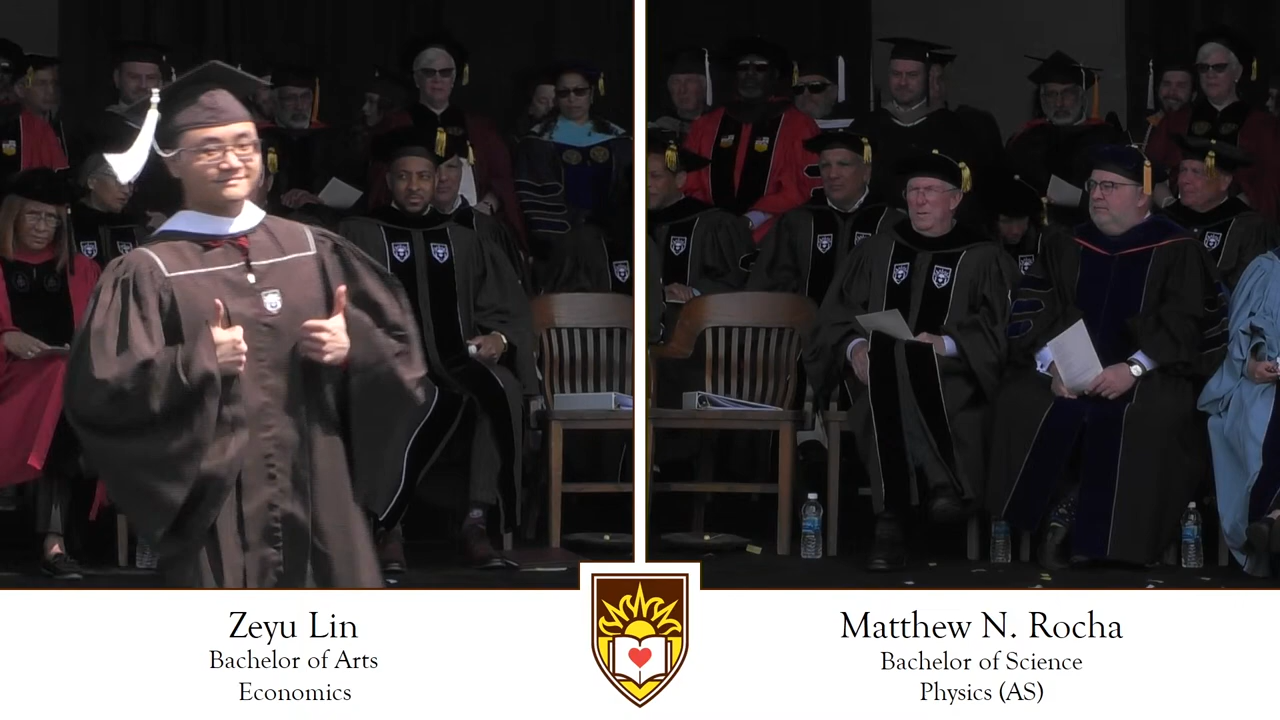 Zeyu Lin
Bachelor of Arts
Economics
Matthew N. Rocha
Bachelor of Science
Physics (AS)